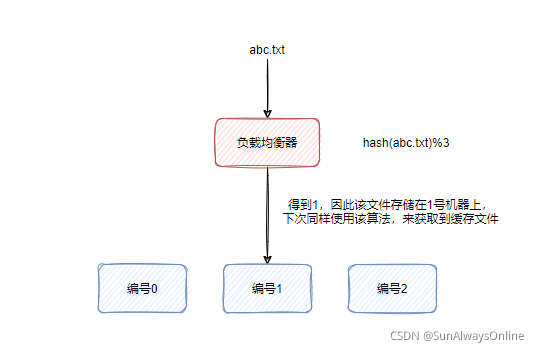 abc.txt
负载均衡器
hash(abc.txt)%3
得到1，因此该文件存储在1号机器上，
下次同样使用该算法，来获取到缓存文件
编号0
编号1
编号2
CSDN @SunAlwaysOnline